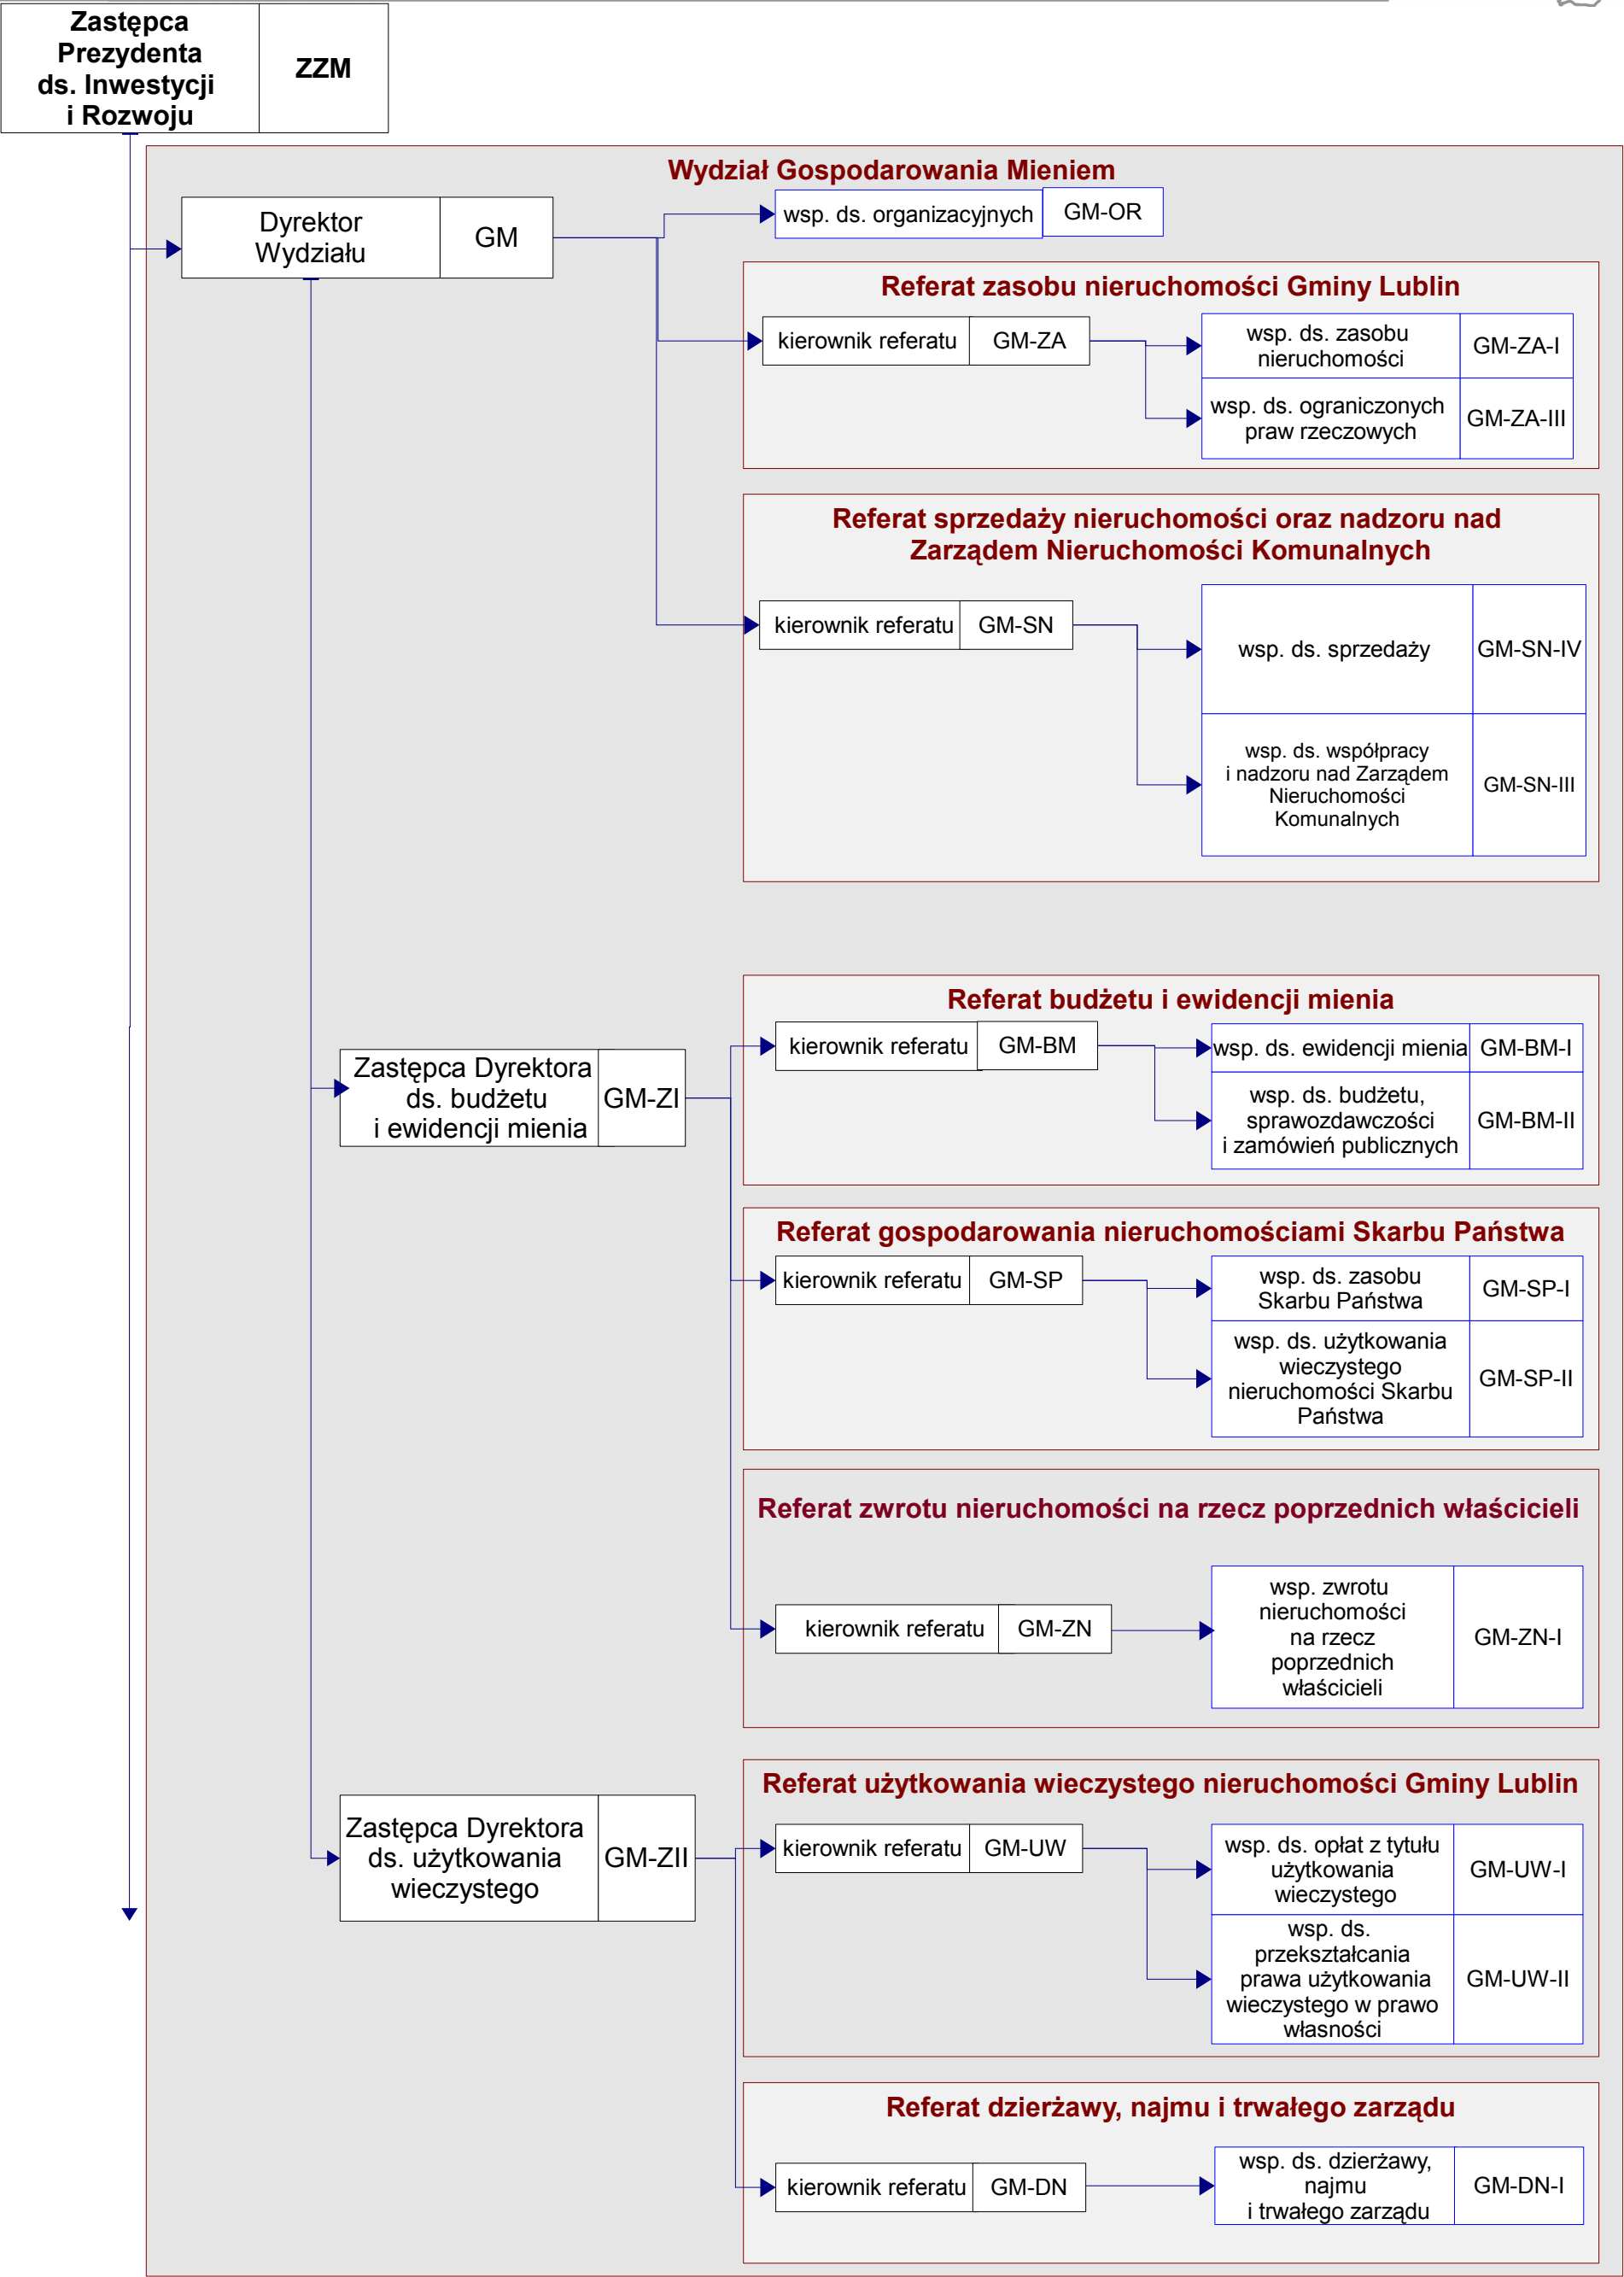 Zastępca
Prezydenta
ds. Inwestycji
i Rozwoju
ZZM
Wydział Gospodarowania Mieniem
Dyrektor
Wydziału
GM
wsp. ds. organizacyjnych
GM-OR
Referat zasobu nieruchomości Gminy Lublin
kierownik referatu
GM-ZA
wsp. ds. zasobu
nieruchomości
GM-ZA-I
wsp. ds. ograniczonych
praw rzeczowych
GM-ZA-III
Referat sprzedaży nieruchomości oraz nadzoru nad
Zarządem Nieruchomości Komunalnych
kierownik referatu
GM-SN
wsp. ds. sprzedaży
GM-SN-IV
wsp. ds. współpracy
i nadzoru nad Zarządem
Nieruchomości
Komunalnych
GM-SN-III
Zastępca Dyrektora
ds. budżetu
i ewidencji mienia
GM-ZI
Referat budżetu i ewidencji mienia
kierownik referatu
GM-BM
wsp. ds. ewidencji mienia
GM-BM-I
wsp. ds. budżetu,
sprawozdawczości
i zamówień publicznych
GM-BM-II
Referat gospodarowania nieruchomościami Skarbu Państwa
kierownik referatu
GM-SP
wsp. ds. zasobu
Skarbu Państwa
GM-SP-I
wsp. ds. użytkowania
wieczystego
nieruchomości Skarbu
Państwa
GM-SP-II
Referat zwrotu nieruchomości na rzecz poprzednich właścicieli
kierownik referatu
GM-ZN
wsp. zwrotu
nieruchomości
na rzecz
poprzednich
właścicieli
GM-ZN-I
Zastępca Dyrektora
ds. użytkowania
wieczystego
GM-ZII
Referat użytkowania wieczystego nieruchomości Gminy Lublin
kierownik referatu
GM-UW
wsp. ds. opłat z tytułu
użytkowania
wieczystego
GM-UW-I
wsp. ds.
przekształcania
prawa użytkowania
wieczystego w prawo
własności
GM-UW-II
Referat dzierżawy, najmu i trwałego zarządu
kierownik referatu
GM-DN
wsp. ds. dzierżawy,
najmu
i trwałego zarządu
GM-DN-I